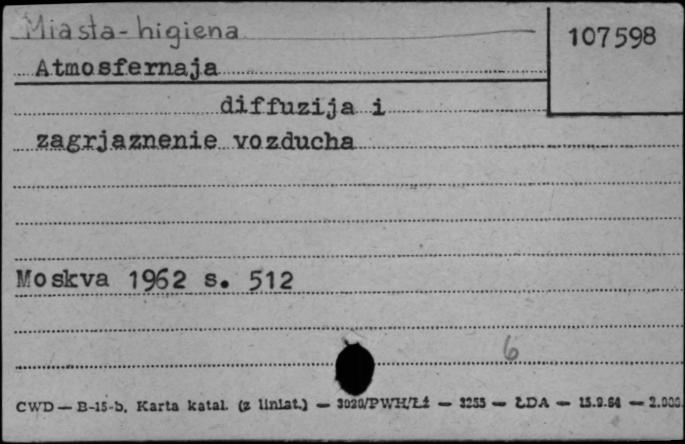 Miasta-higiena
107598
Atmosfernaja
diffuzija i
zagrjaznenie vozducha
Moskva 1962 s. 512
6
CWD — B-15-b. Karta katal. (z liniat.) — 3020/PWH/Łź — 3255 — ŁDA — 15.9.64 — 2.000.